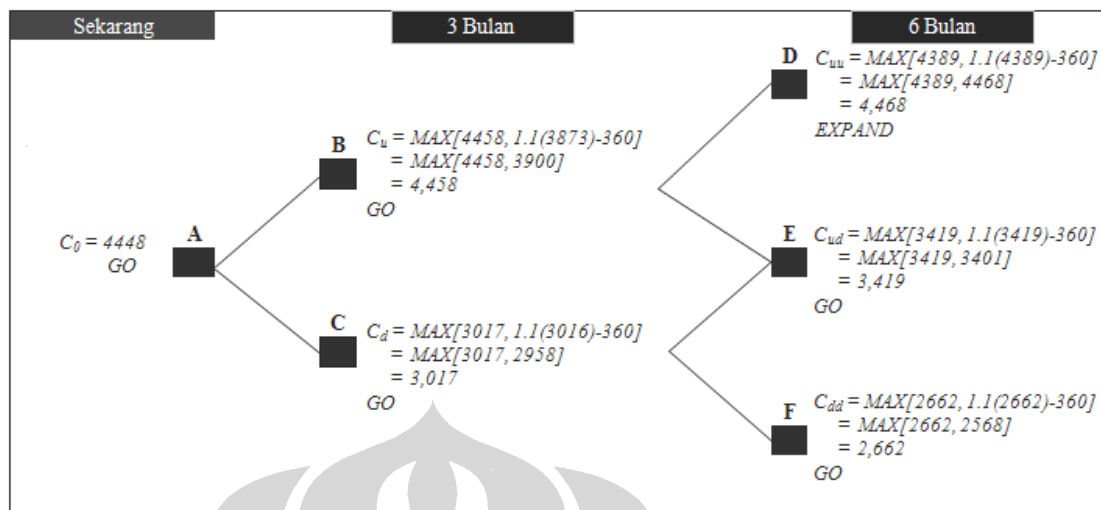 Sekarang
3 Bulan
6 Bulan
C0 = 4448
GO
A
B
Cu = MAX[4458, 1.1(3873)-360]
= MAX[4458, 3900]
= 4,458
GO
C
Cd = MAX[3017, 1.1(3016)-360]
= MAX[3017, 2958]
= 3,017
GO
D
Cuu = MAX[4389, 1.1(4389)-360]
= MAX[4389, 4468]
= 4,468
EXPAND
E
Cud = MAX[3419, 1.1(3419)-360]
= MAX[3419, 3401]
= 3,419
GO
F
Cdd = MAX[2662, 1.1(2662)-360]
= MAX[2662, 2568]
= 2,662
GO